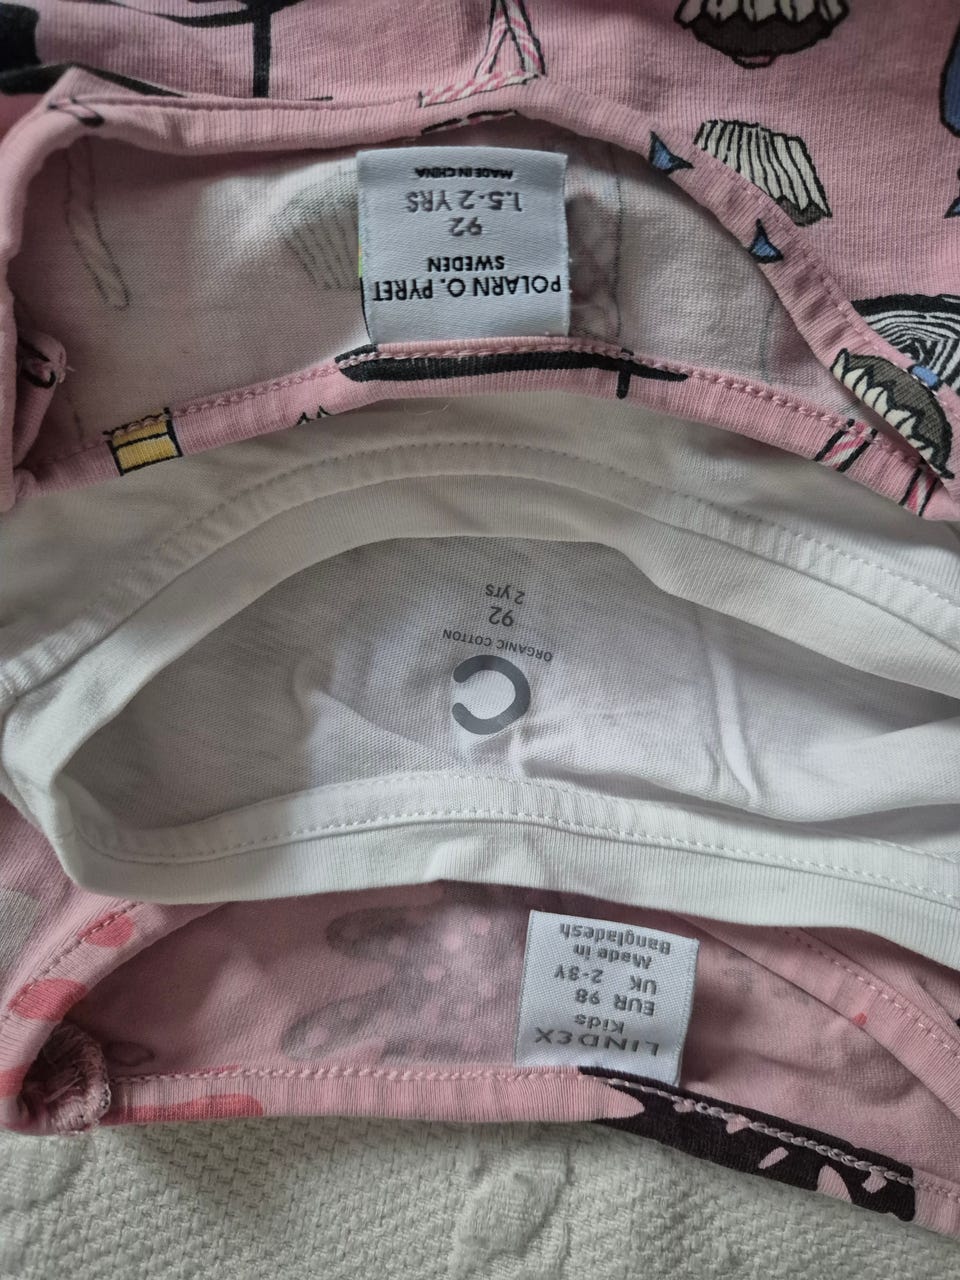 POLARN O. PYRET
SWEDEN
92
1.5-2 YRS
MADE IN CHINA
ORGANIC COTTON
92
2 yrs
LINDEX
Kids
EUR 98
UK 2-3Y
Made in
Bangladesh